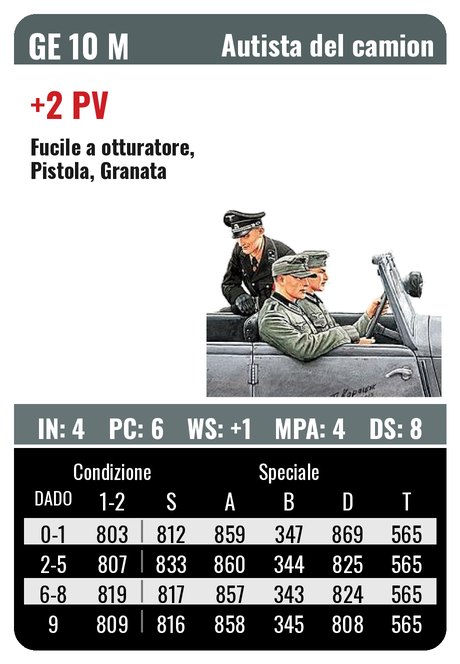 GE 10 M Autista del camion
+2 PV
Fucile a otturatore,
Pistola, Granata
IN: 4 PC: 6 WS: +1 MPA: 4 DS: 8
Condizione Speciale
DADO 1-2 S A B D T
0-1 803 812 859 347 869 565
2-5 807 833 860 344 825 565
6-8 819 817 857 343 824 565
9 809 816 858 345 808 565